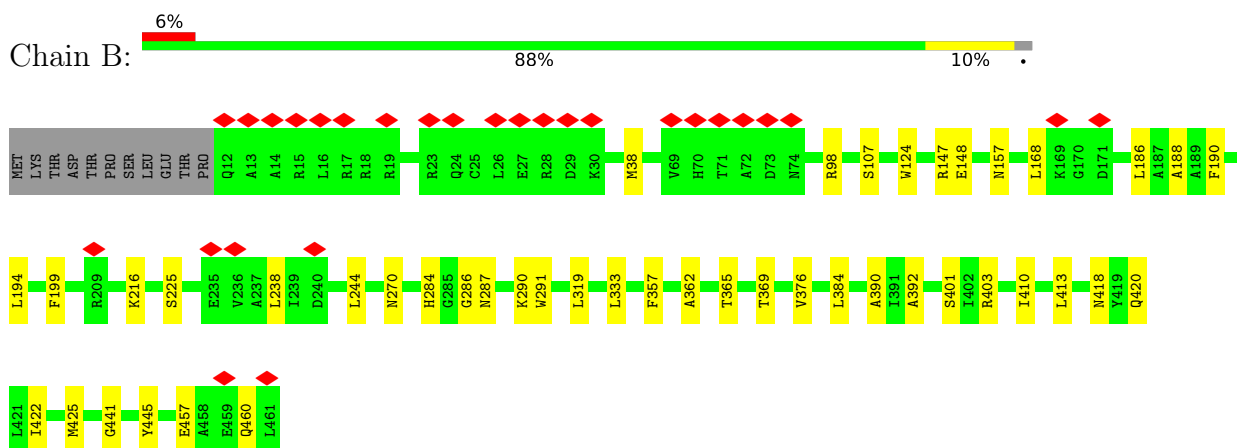 6%
Chain B:
88% 10% •
MET LYS THR ASP THR PRO SER LEU GLU THR PRO Q12 A13 A14 R15 L16 R17 R18 R19 R23 Q24 C25 L26 E27 R28 D29 K30 M38 V69 H70 T71 A72 D73 N74 R98 S107 W124 R147 E148 N157 L168 K169 G170 D171 L186 A187 A188 A189 F190
L194 F199 R209 K216 S225 E235 V236 A237 L238 I239 D240 L244 N270 H284 G285 G286 N287 K290 W291 L319 L333 F357 A362 T365 T369 V376 L384 A390 I391 A392 S401 I402 R403 I410 L413 N418 Y419 Q420
L421 I422 M425 G441 Y445 E457 A458 E459 Q460 L461